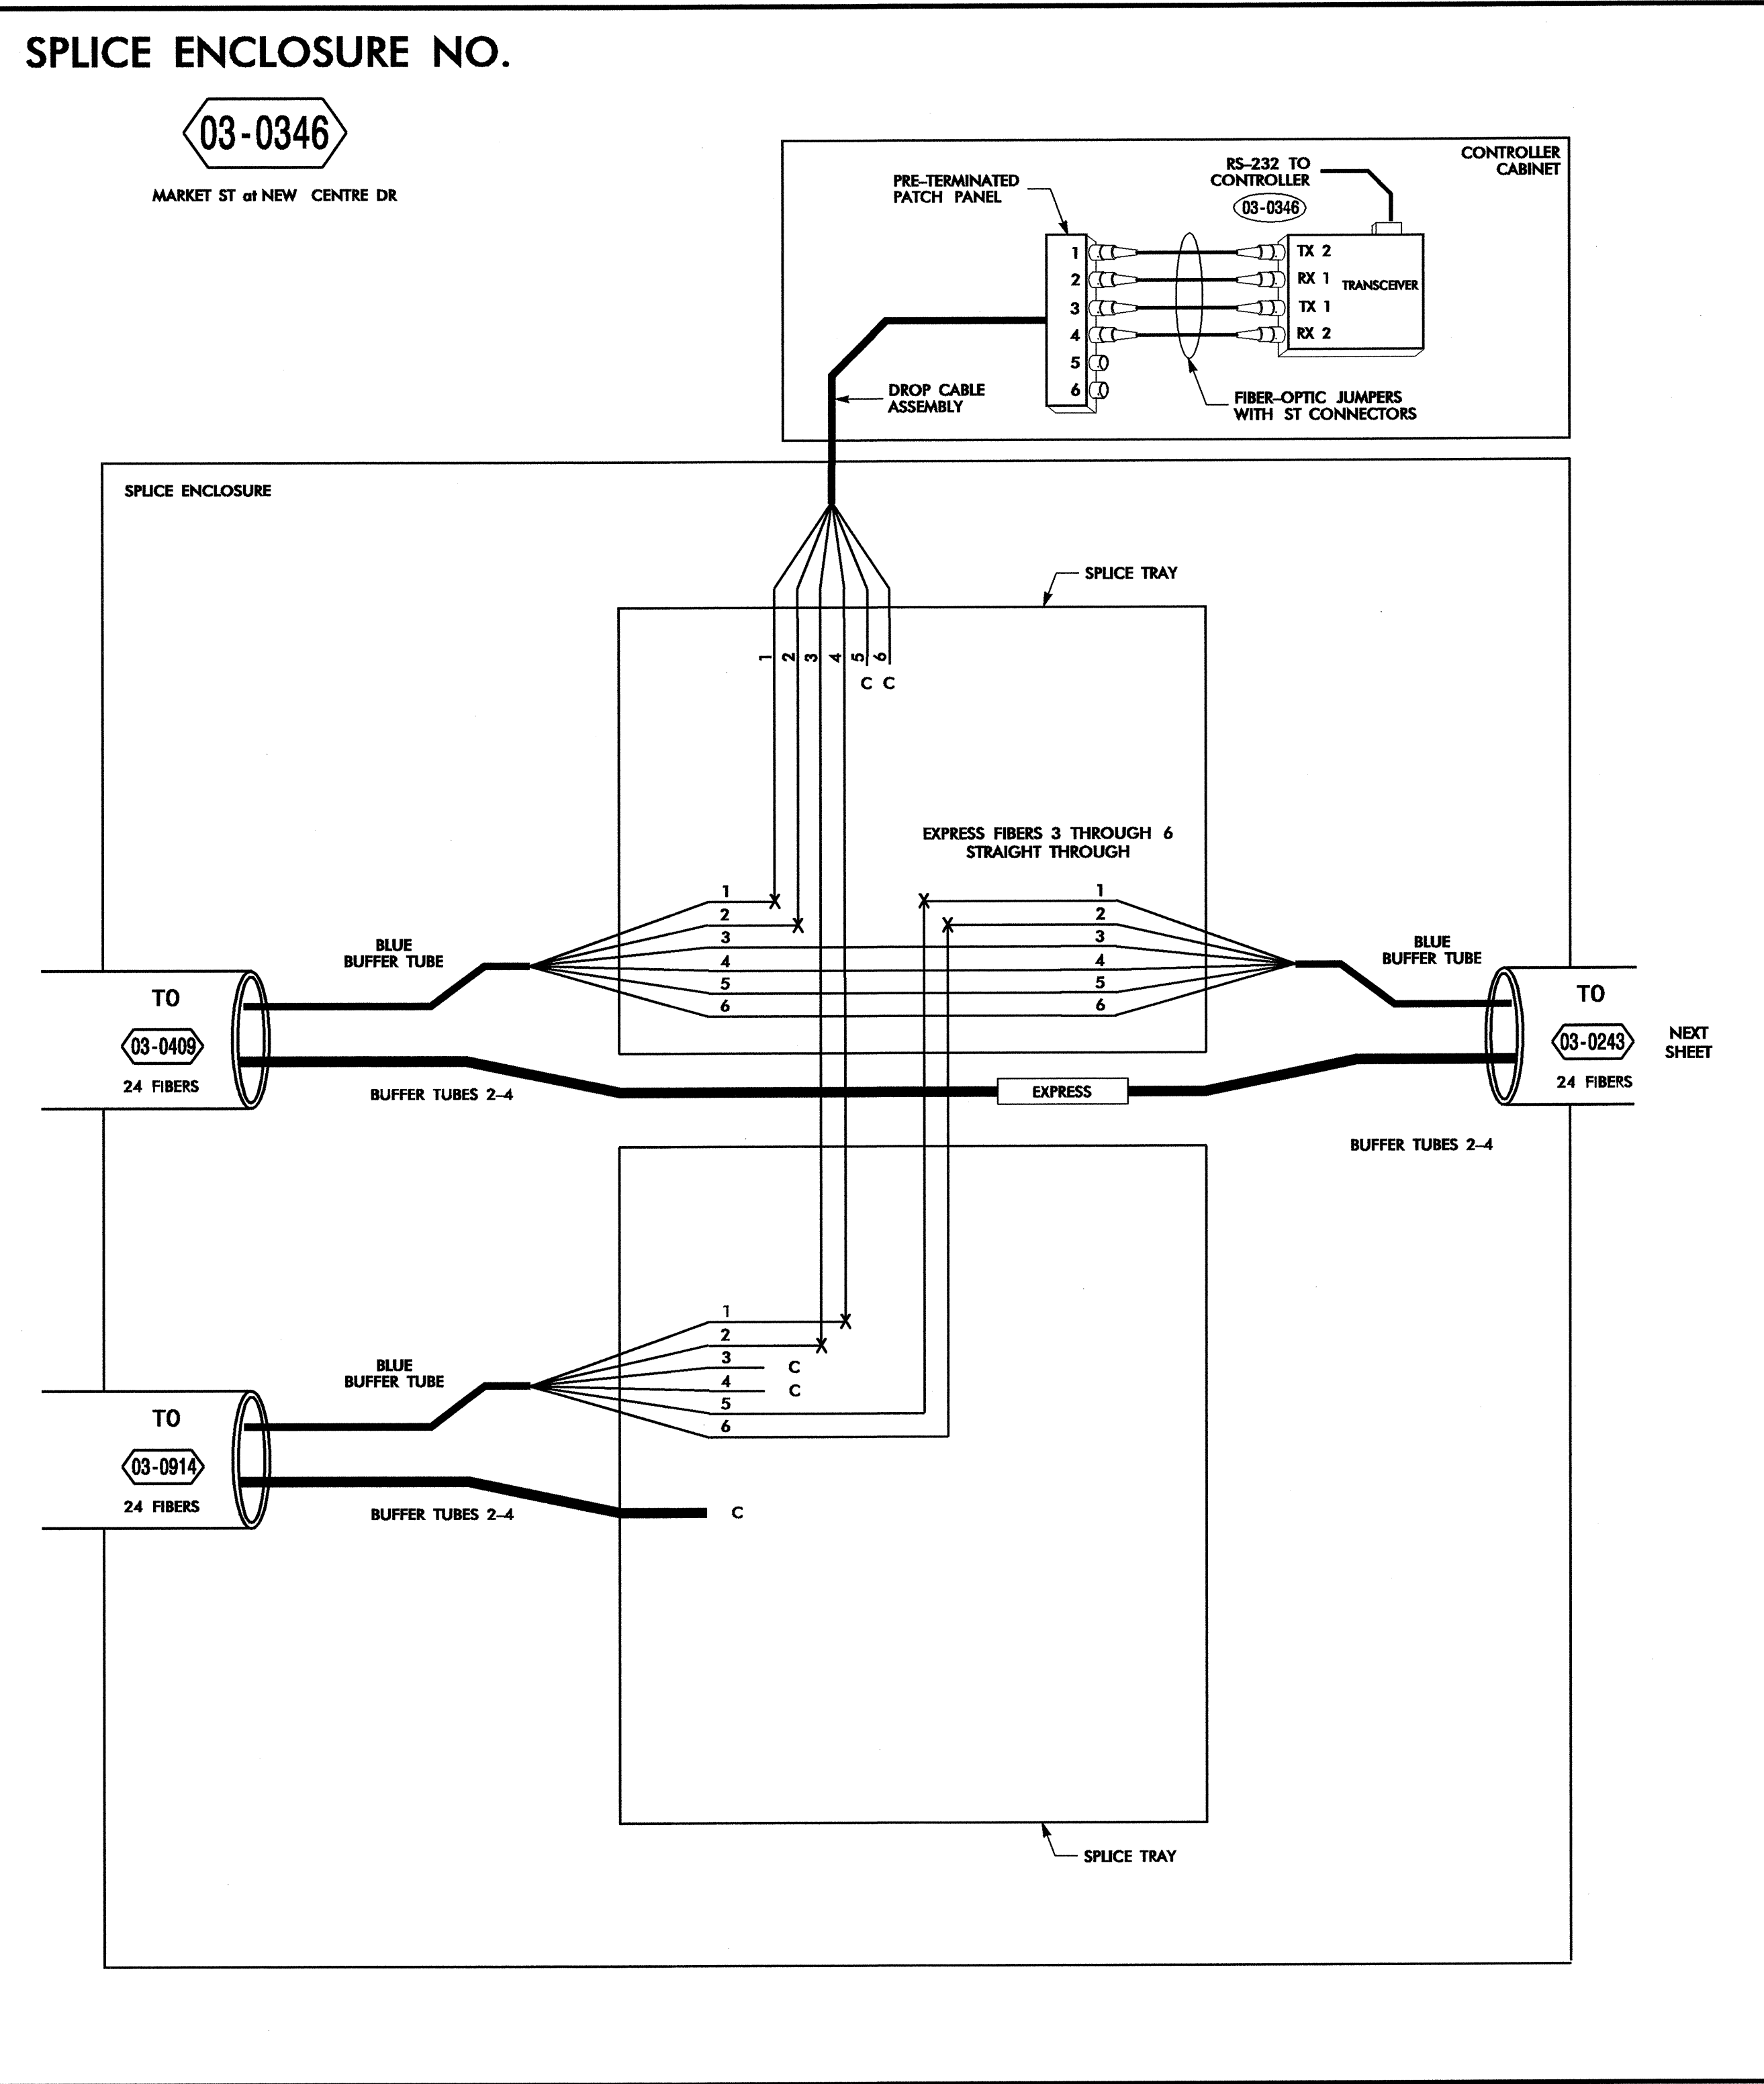 SPLICE ENCLOSURE NO.
03-0346
MARKET ST at NEW CENTRE DR
CONTROLLER
CABINET
RS-232 TO
CONTROLLER
03-0346
PRE-TERMINATED
PATCH PANEL
1
2
3
4
5
6
TX 2
RX 1
TX 1
RX 2
TRANSCEIVER
DROP CABLE
ASSEMBLY
FIBER-OPTIC JUMPERS
WITH ST CONNECTORS
SPLICE ENCLOSURE
SPLICE TRAY
1 2 3 4 5 6
C C
EXPRESS FIBERS 3 THROUGH 6
STRAIGHT THROUGH
1
2
3
4
5
6
1
2
3
4
5
6
BLUE
BUFFER TUBE
BLUE
BUFFER TUBE
TO
03-0409
24 FIBERS
TO
03-0243
24 FIBERS
NEXT
SHEET
BUFFER TUBES 2-4
EXPRESS
BUFFER TUBES 2-4
1
2
3 C
4 C
5
6
BLUE
BUFFER TUBE
TO
03-0914
24 FIBERS
BUFFER TUBES 2-4
C
SPLICE TRAY